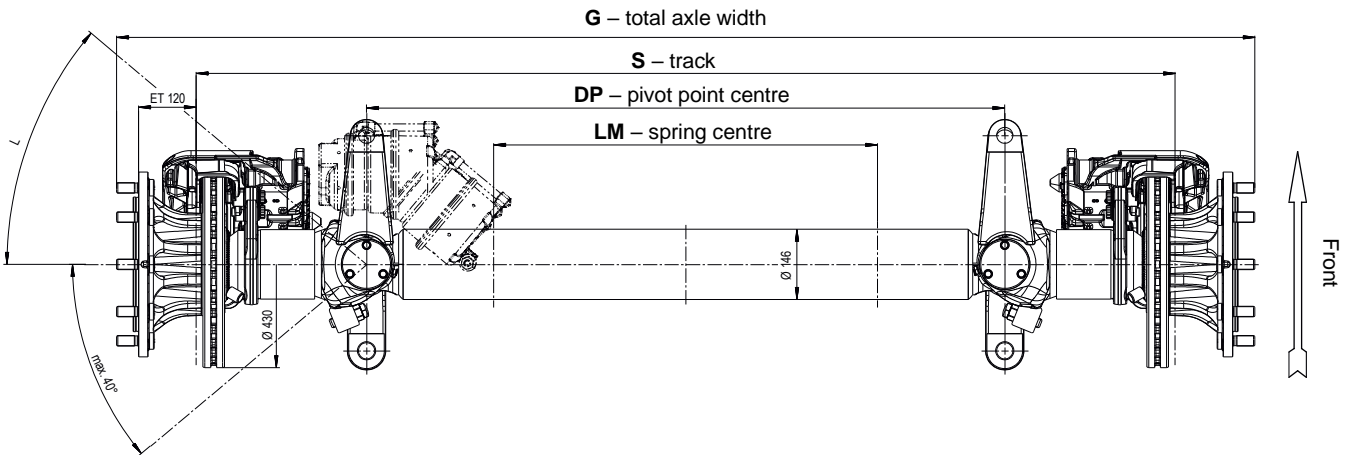 G – total axle width
S – track
ET 120
DP – pivot point centre
LM – spring centre
L
Front
Ø 146
Ø 430
max. 40°